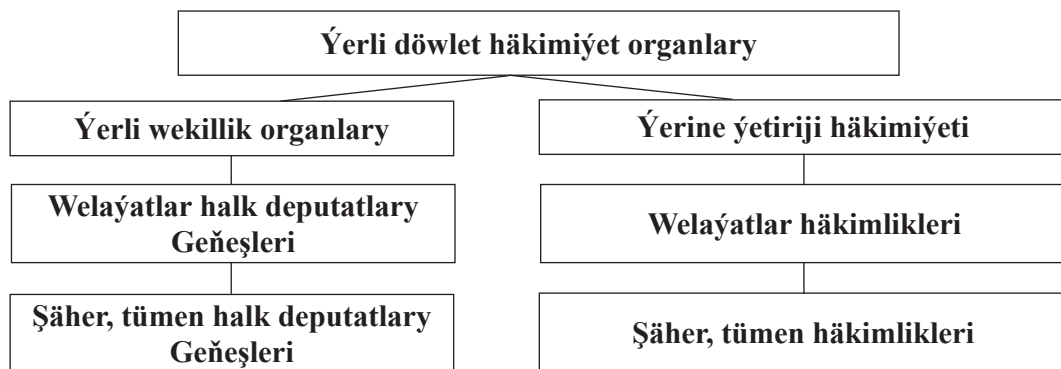 Ýerli döwlet häkimiýet organlary
Ýerli wekillik organlary
Ýerine ýetiriji häkimiýeti
Welaýatlar halk deputatlary
Geňeşleri
Welaýatlar häkimlikleri
Şäher, tümen halk deputatlary
Geňeşleri
Şäher, tümen häkimlikleri